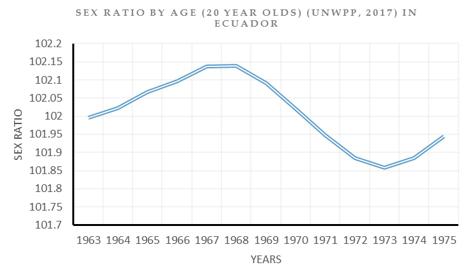 SEX RATIO BY AGE (20 YEAR OLDS) (UNWPP, 2017) IN
ECUADOR
102.2
102.15
102.1
102.05
102
101.95
101.9
101.85
101.8
101.75
101.7
SEX RATIO
1963 1964 1965 1966 1967 1968 1969 1970 1971 1972 1973 1974 1975
YEARS